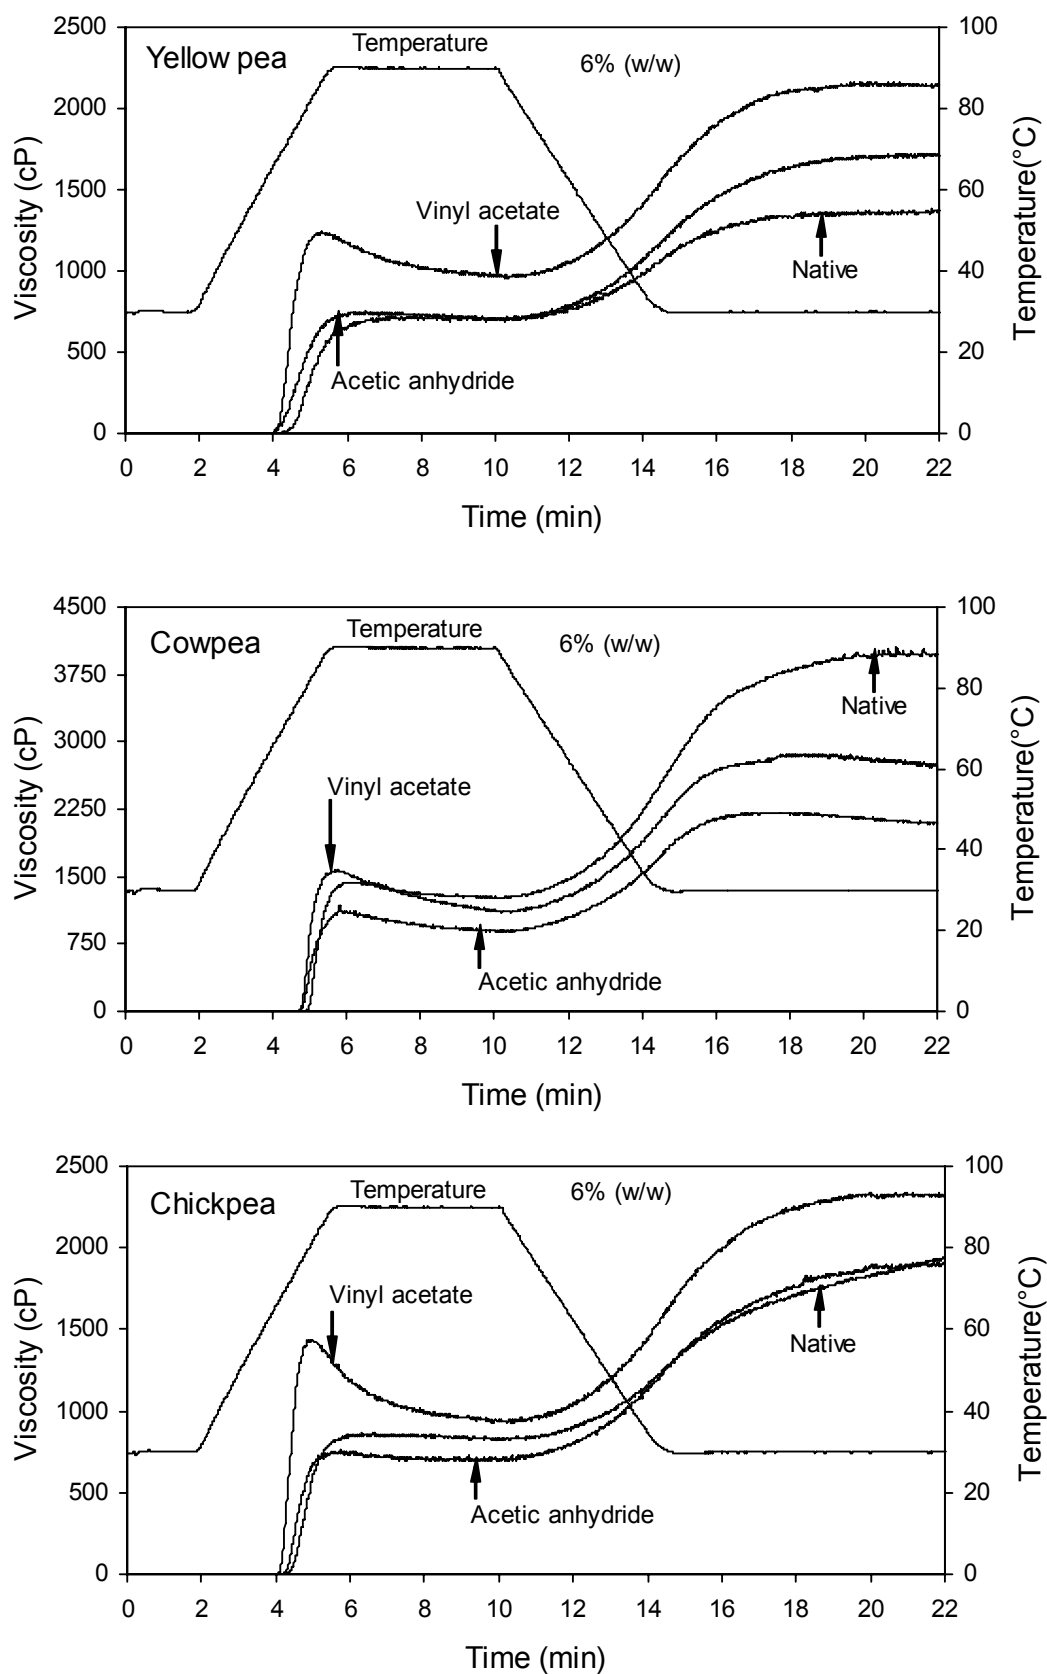 2500 100
Yellow pea Temperature 6% (w/w)
2000 80
Viscosity (cP)
Temperature(°C)
1500 60
Vinyl acetate
1000 40
Native
500 20
Acetic anhydride
0 0
0 2 4 6 8 10 12 14 16 18 20 22
Time (min)
4500 100
Cowpea Temperature 6% (w/w)
3750 80
Native
3000
Viscosity (cP)
Temperature(°C)
60
Vinyl acetate
2250
40
1500
20
750
Acetic anhydride
0 0
0 2 4 6 8 10 12 14 16 18 20 22
Time (min)
2500 100
Chickpea Temperature 6% (w/w)
2000 80
Viscosity (cP)
Temperature(°C)
Vinyl acetate
1500 60
Native
1000 40
500 20
Acetic anhydride
0 0
0 2 4 6 8 10 12 14 16 18 20 22
Time (min)